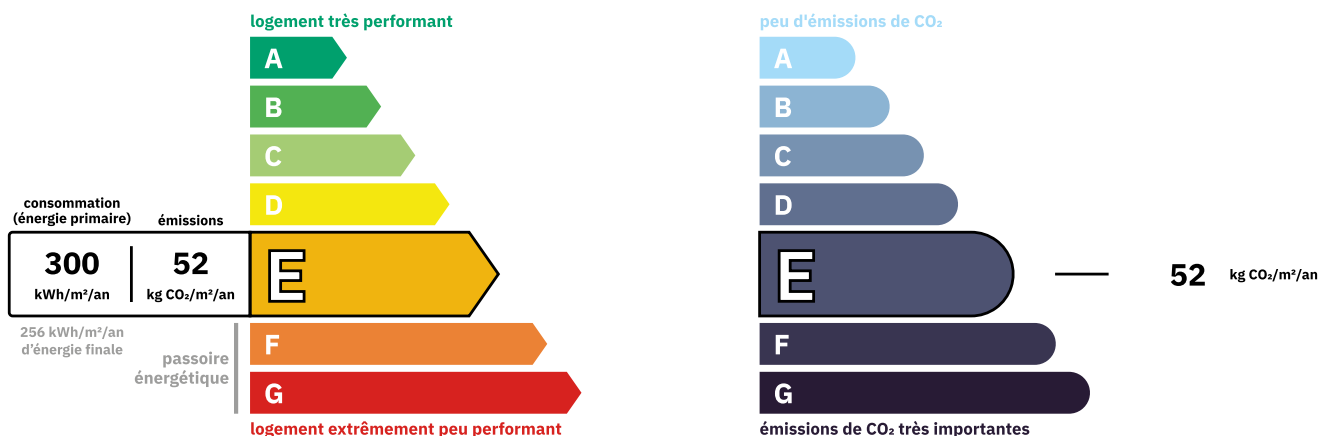 logement très performant
A
B
C
D
consommation
(énergie primaire)
émissions
300
kWh/m²/an
52
kg CO₂/m²/an
E
256 kWh/m²/an
d'énergie finale
passoire
énergétique
F
G
logement extrêmement peu performant
peu d'émissions de CO₂
A
B
C
D
E
52 kg CO₂/m²/an
F
G
émissions de CO₂ très importantes